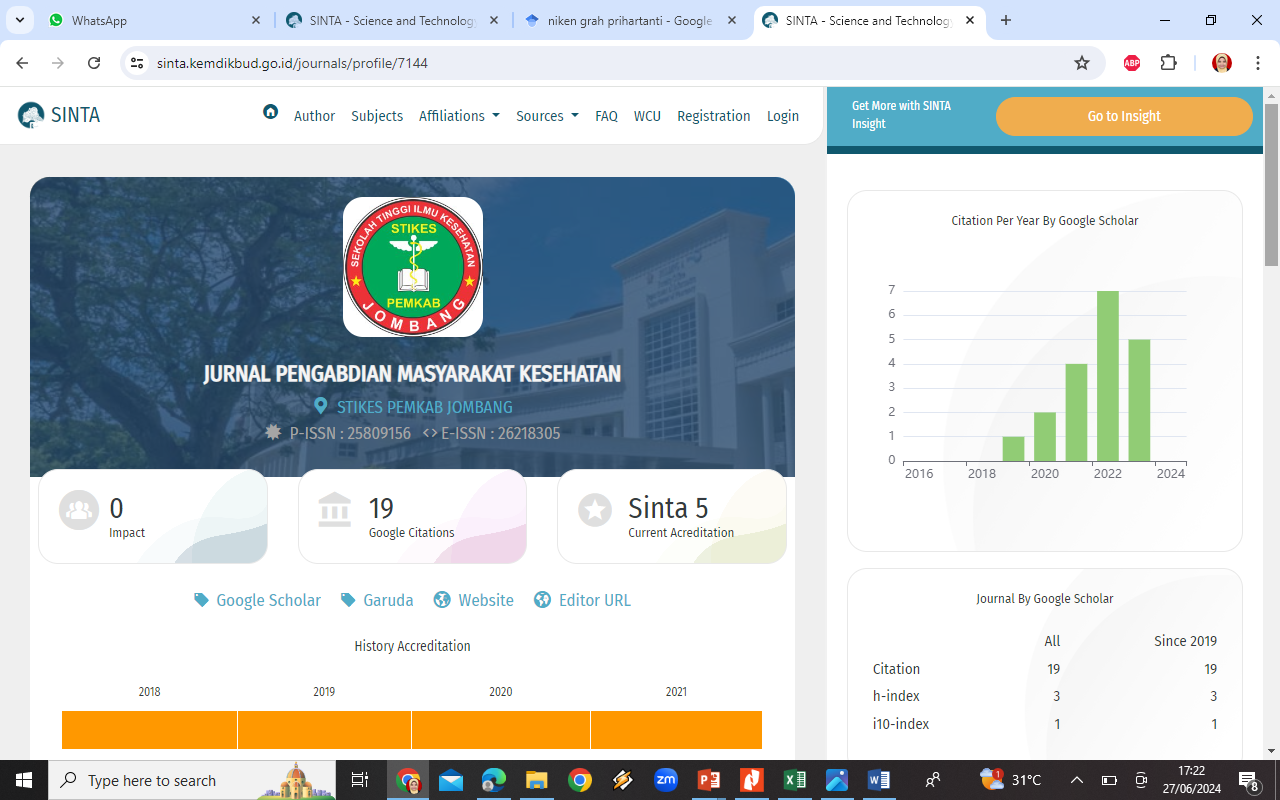 WhatsApp
SINTA - Science and Technology
niken grah prihartanti - Google
SINTA - Science and Technology
sinta.kemdikbud.go.id/journals/profile/7144
ABP
SINTA
Author Subjects Affiliations Sources FAQ WCU Registration Login
Get More with SINTA
Insight
Go to Insight
SEKOLAH TINGGI ILMU KESEHATAN
STIKES
PEMKAB
JOMBANG
JURNAL PENGABDIAN MASYARAKAT KESEHATAN
STIKES PEMKAB JOMBANG
P-ISSN : 25809156 <> E-ISSN : 26218305
0
Impact
19
Google Citations
Sinta 5
Current Acreditation
Google Scholar Garuda Website Editor URL
History Accreditation
2018 2019 2020 2021
Citation Per Year By Google Scholar
7
6
5
4
3
2
1
0
2016 2018 2020 2022 2024
Journal By Google Scholar
All Since 2019
Citation 19 19
h-index 3 3
i10-index 1 1
Type here to search
zm
1
31°C
17:22
27/06/2024
8